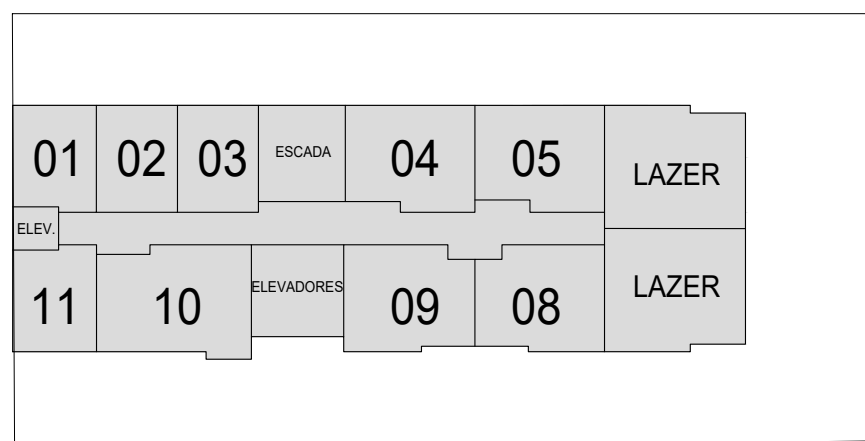 01
02
03
ESCADA
04
05
LAZER
ELEV.
11
10
ELEVADORES
09
08
LAZER